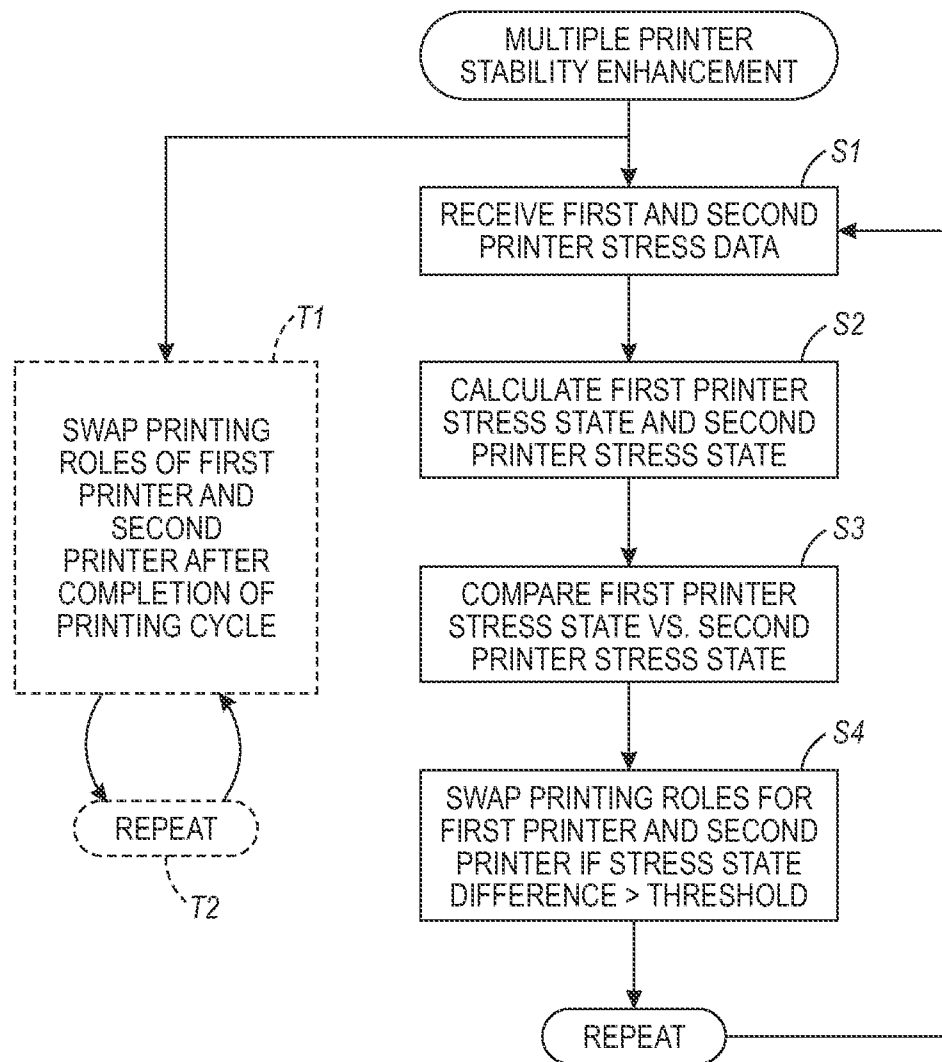 MULTIPLE PRINTER
STABILITY ENHANCEMENT
S1
RECEIVE FIRST AND SECOND
PRINTER STRESS DATA
S2
CALCULATE FIRST PRINTER
STRESS STATE AND SECOND
PRINTER STRESS STATE
S3
COMPARE FIRST PRINTER
STRESS STATE VS. SECOND
PRINTER STRESS STATE
S4
SWAP PRINTING ROLES FOR
FIRST PRINTER AND SECOND
PRINTER IF STRESS STATE
DIFFERENCE > THRESHOLD
REPEAT
T1
SWAP PRINTING
ROLES OF FIRST
PRINTER AND
SECOND
PRINTER AFTER
COMPLETION OF
PRINTING CYCLE
REPEAT
T2